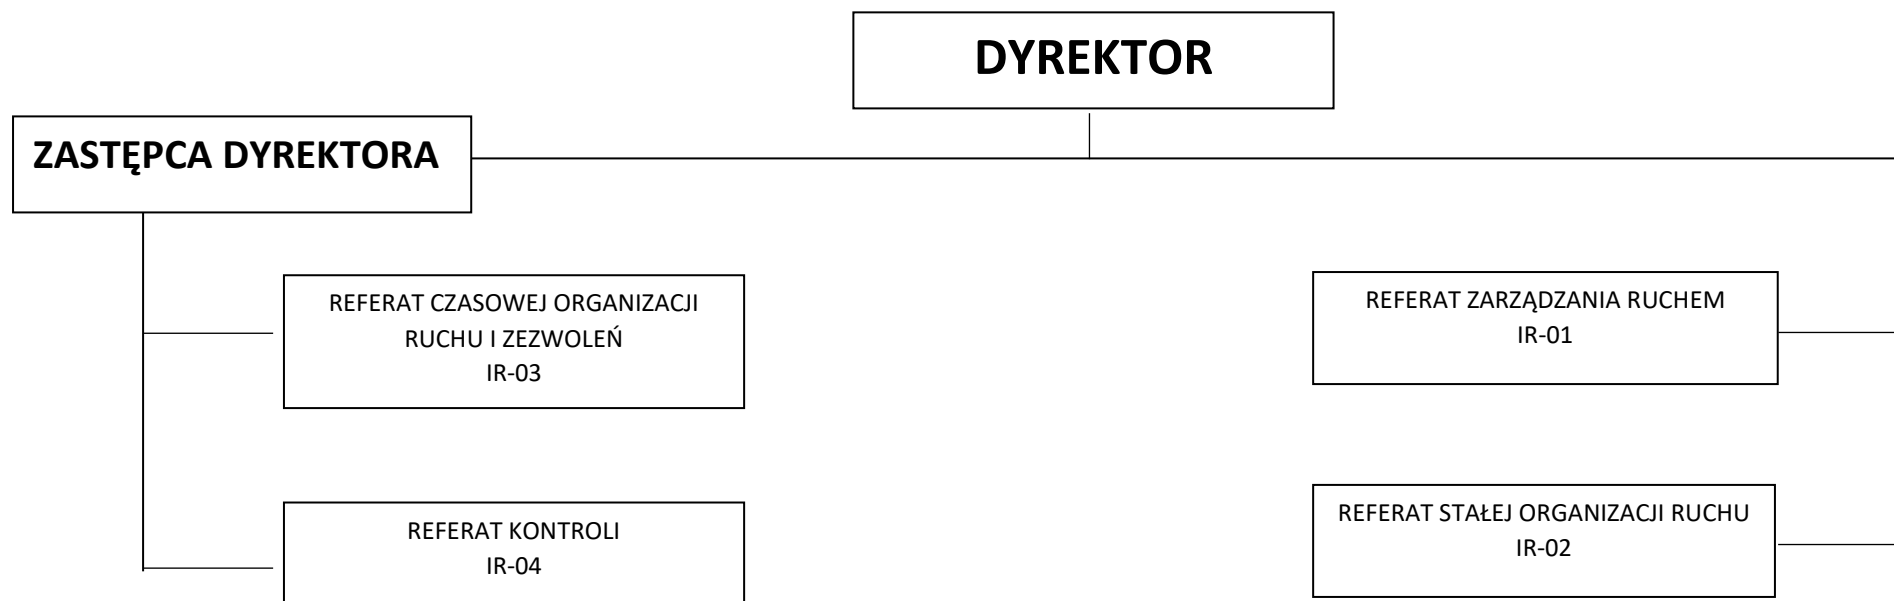 DYREKTOR
ZASTĘPCA DYREKTORA
REFERAT CZASOWEJ ORGANIZACJI
RUCHU I ZEZWOLEŃ
IR-03
REFERAT ZARZĄDZANIA RUCHEM
IR-01
REFERAT KONTROLI
IR-04
REFERAT STAŁEJ ORGANIZACJI RUCHU
IR-02